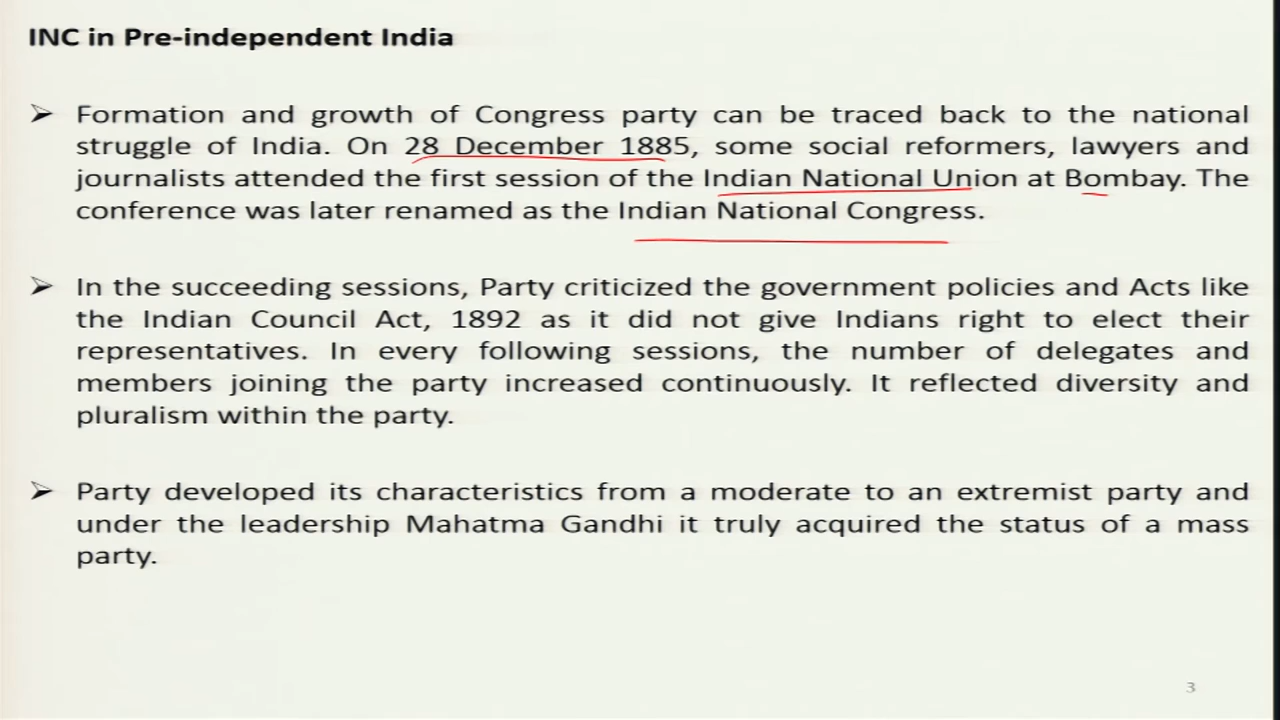 INC in Pre-independent India
➢ Formation and growth of Congress party can be traced back to the national
struggle of India. On 28 December 1885, some social reformers, lawyers and
journalists attended the first session of the Indian National Union at Bombay. The
conference was later renamed as the Indian National Congress.
➢ In the succeeding sessions, Party criticized the government policies and Acts like
the Indian Council Act, 1892 as it did not give Indians right to elect their
representatives. In every following sessions, the number of delegates and
members joining the party increased continuously. It reflected diversity and
pluralism within the party.
➢ Party developed its characteristics from a moderate to an extremist party and
under the leadership Mahatma Gandhi it truly acquired the status of a mass
party.
3